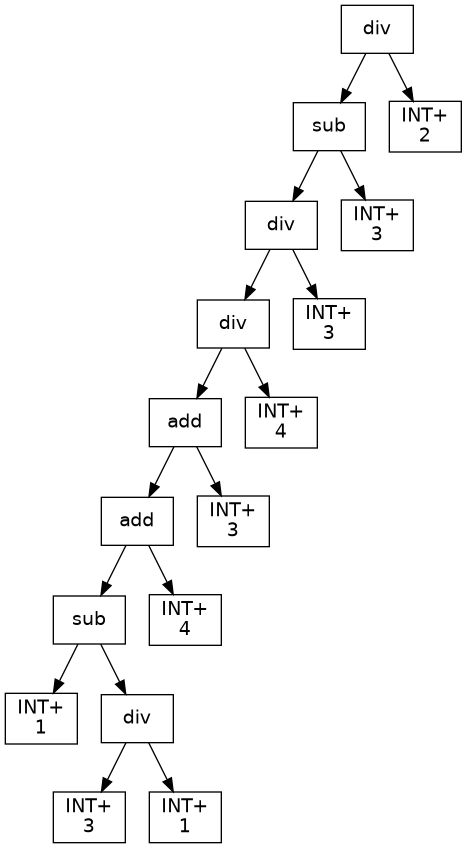 div
sub
INT+
2
div
INT+
3
div
INT+
3
add
INT+
4
add
INT+
3
sub
INT+
4
INT+
1
div
INT+
3
INT+
1